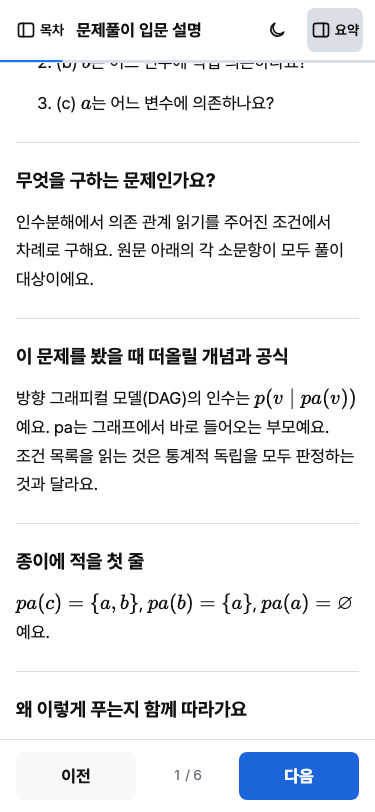 목차
문제풀이 입문 설명
요약
3. (c) a는 어느 변수에 의존하나요?
무엇을 구하는 문제인가요?
인수분해에서 의존 관계 읽기를 주어진 조건에서
차례로 구해요. 원문 아래의 각 소문항이 모두 풀이
대상이에요.
이 문제를 봤을 때 떠올릴 개념과 공식
방향 그래피컬 모델(DAG)의 인수는 p(v | pa(v))
예요. pa는 그래프에서 바로 들어오는 부모예요.
조건 목록을 읽는 것은 통계적 독립을 모두 판정하는
것과 달라요.
종이에 적을 첫 줄
pa(c) = {a, b}, pa(b) = {a}, pa(a) = ∅
예요.
왜 이렇게 푸는지 함께 따라가요
이전
1 / 6
다음